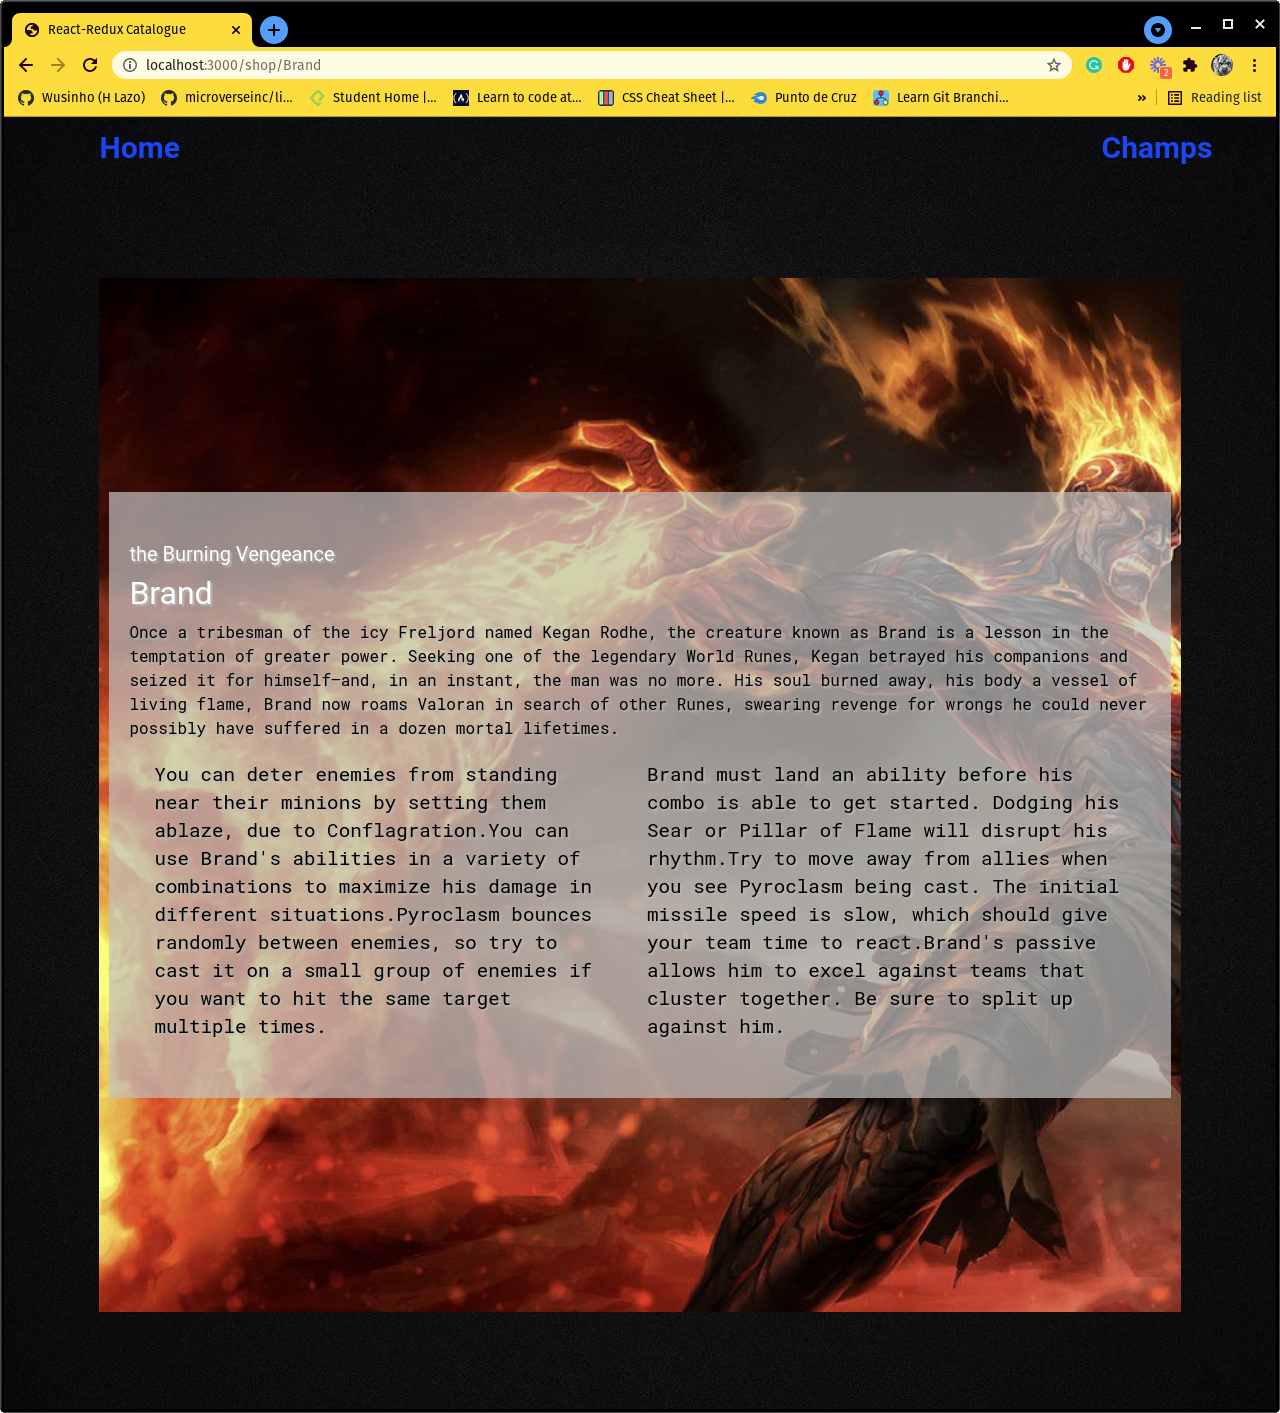 React-Redux Catalogue
localhost:3000/shop/Brand
2
Wusinho (H Lazo) microverseinc/li... Student Home |... Learn to code at... CSS Cheat Sheet |... Punto de Cruz Learn Git Branchi... » Reading list
Home Champs
the Burning Vengeance
Brand
Once a tribesman of the icy Freljord named Kegan Rodhe, the creature known as Brand is a lesson in the
temptation of greater power. Seeking one of the legendary World Runes, Kegan betrayed his companions and
seized it for himself—and, in an instant, the man was no more. His soul burned away, his body a vessel of
living flame, Brand now roams Valoran in search of other Runes, swearing revenge for wrongs he could never
possibly have suffered in a dozen mortal lifetimes.
You can deter enemies from standing
near their minions by setting them
ablaze, due to Conflagration.You can
use Brand's abilities in a variety of
combinations to maximize his damage in
different situations.Pyroclasm bounces
randomly between enemies, so try to
cast it on a small group of enemies if
you want to hit the same target
multiple times.
Brand must land an ability before his
combo is able to get started. Dodging his
Sear or Pillar of Flame will disrupt his
rhythm.Try to move away from allies when
you see Pyroclasm being cast. The initial
missile speed is slow, which should give
your team time to react.Brand's passive
allows him to excel against teams that
cluster together. Be sure to split up
against him.